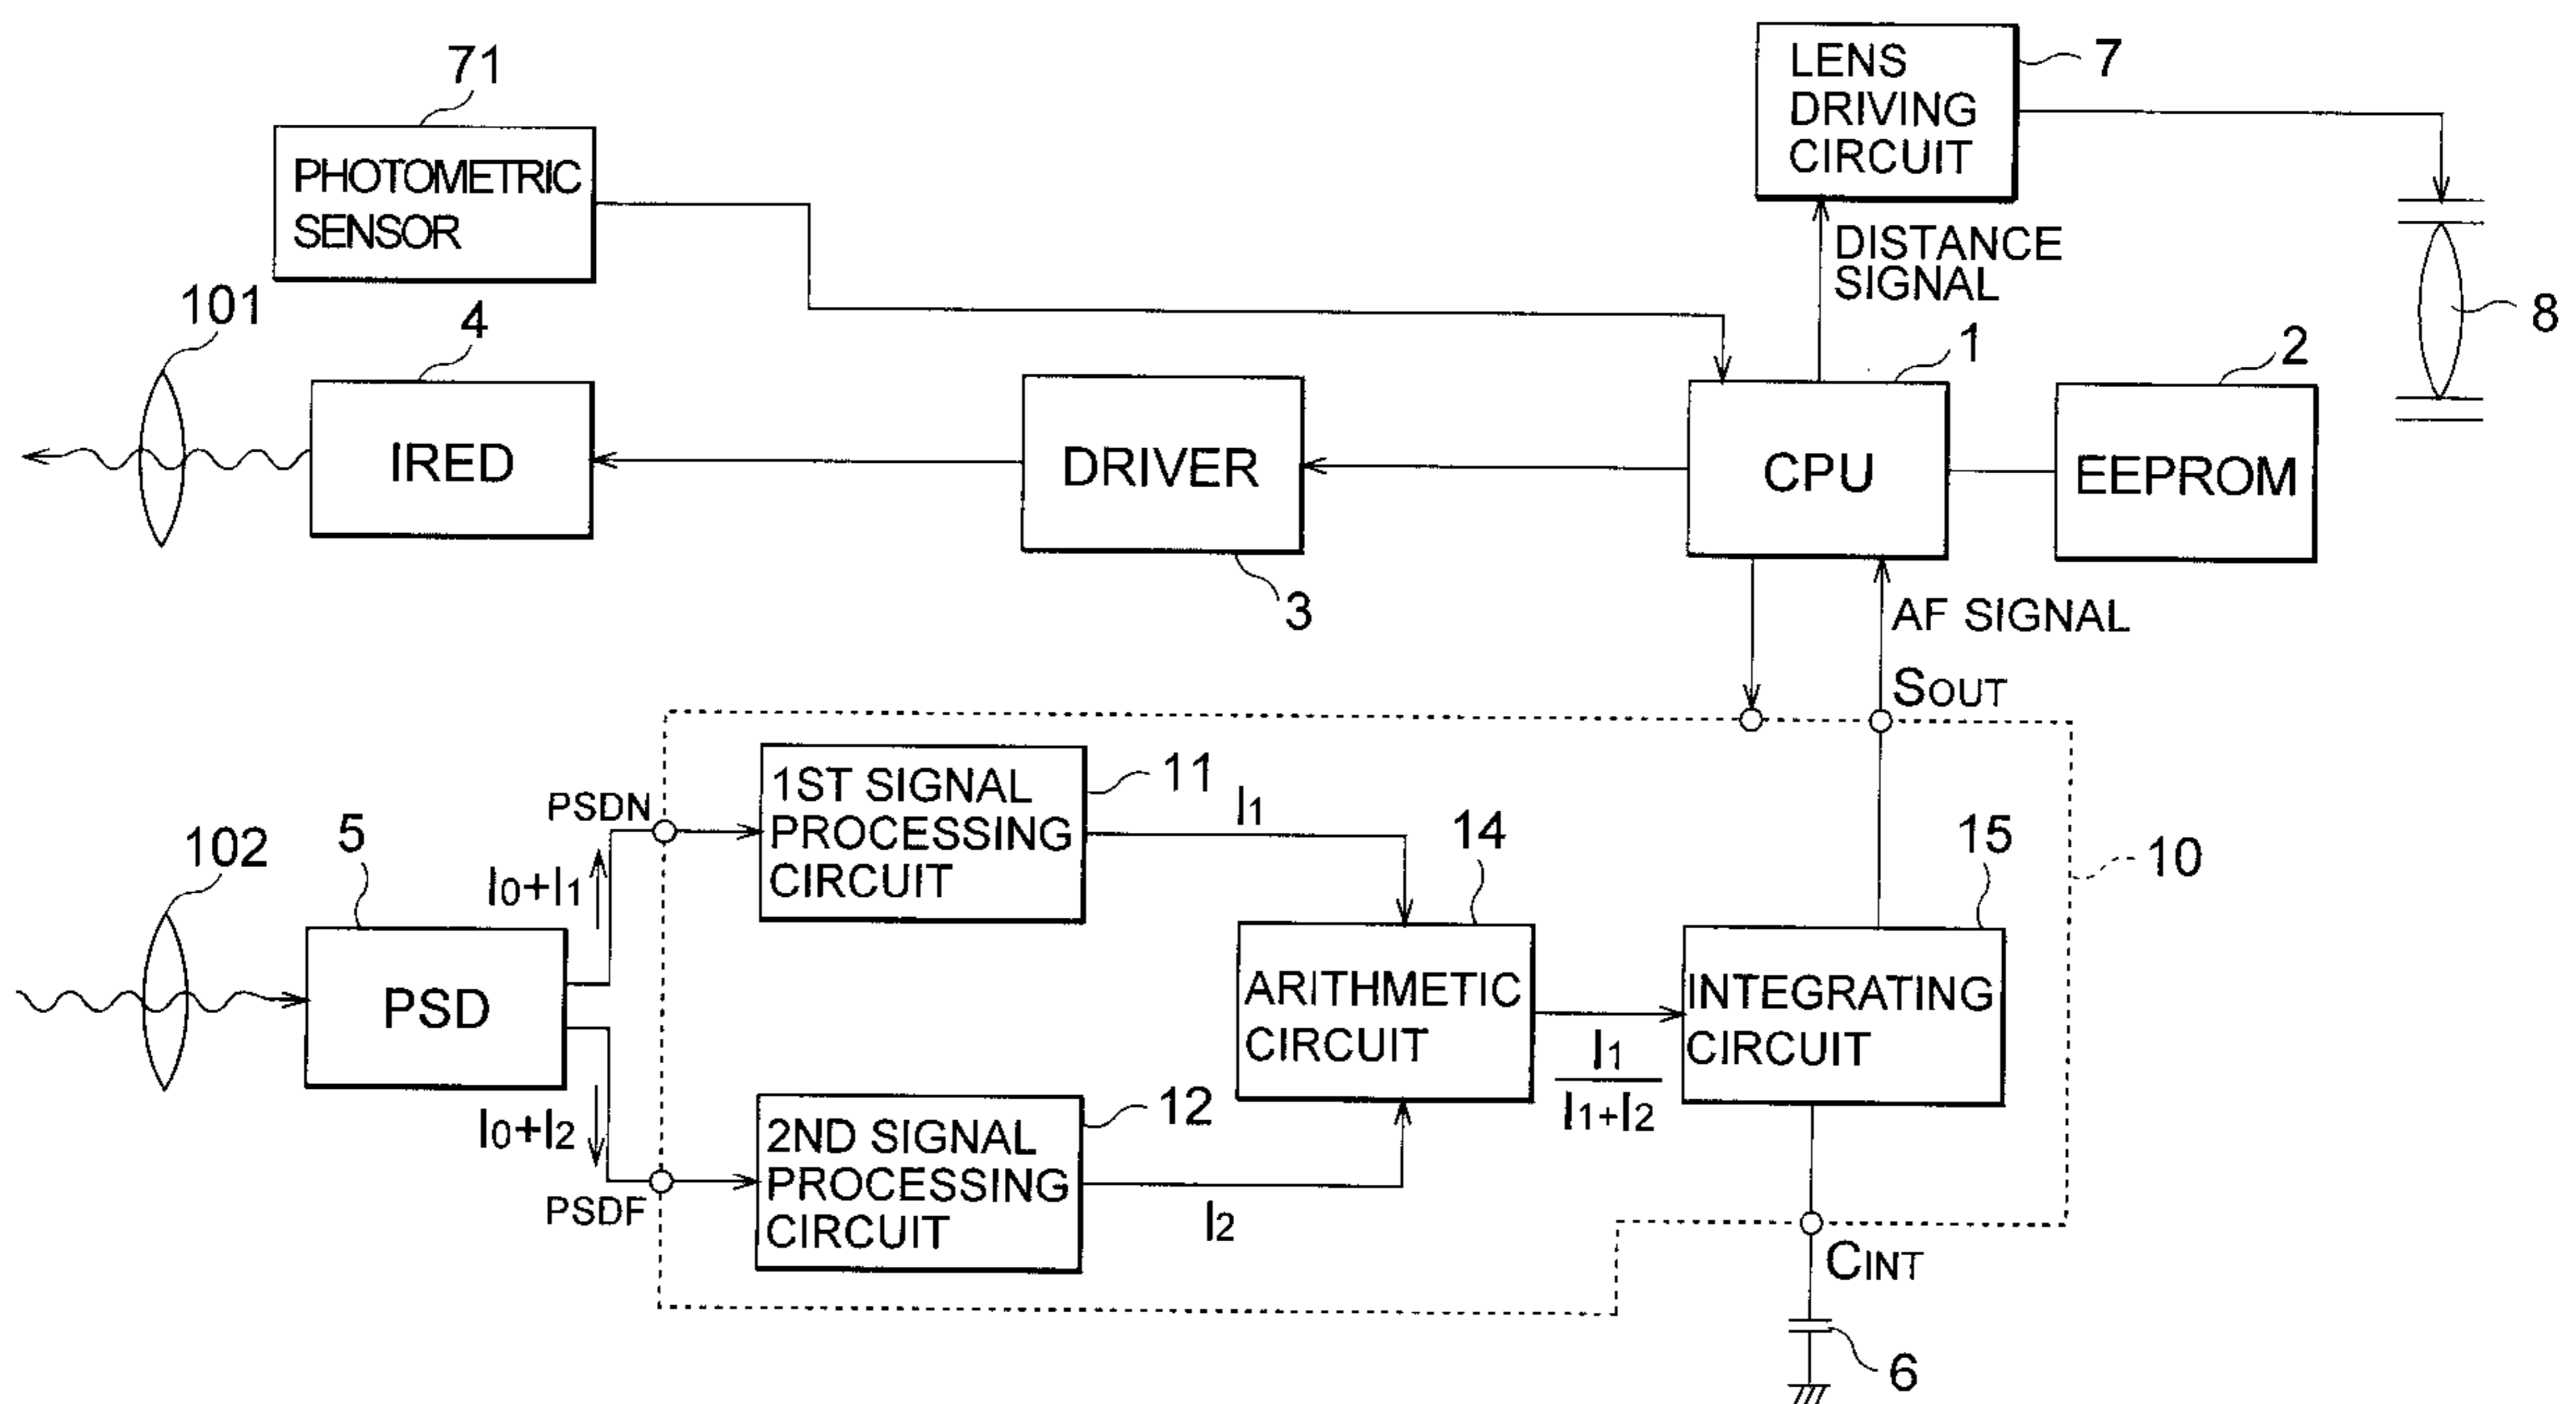 71
PHOTOMETRIC
SENSOR
LENS
DRIVING
CIRCUIT
7
DISTANCE
SIGNAL
8
101
4
IRED
DRIVER
3
1
CPU
2
EEPROM
AF SIGNAL
SOUT
102
5
PSD
I0+I1
PSDN
I0+I2
PSDF
1ST SIGNAL
PROCESSING
CIRCUIT
11
I1
2ND SIGNAL
PROCESSING
CIRCUIT
12
I2
14
ARITHMETIC
CIRCUIT
I1
I1+I2
15
INTEGRATING
CIRCUIT
10
CINT
6